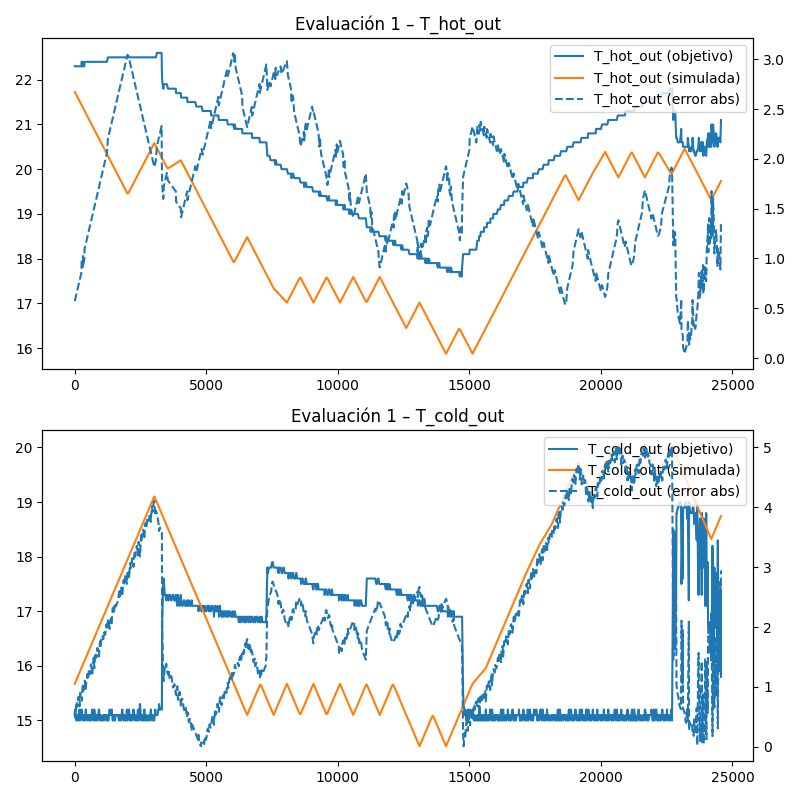 Evaluación 1 – T_hot_out
T_hot_out (objetivo)
T_hot_out (simulada)
T_hot_out (error abs)
22
21
20
19
18
17
16
3.0
2.5
2.0
1.5
1.0
0.5
0.0
0 5000 10000 15000 20000 25000
Evaluación 1 – T_cold_out
T_cold_out (objetivo)
T_cold_out (simulada)
T_cold_out (error abs)
20
19
18
17
16
15
5
4
3
2
1
0
0 5000 10000 15000 20000 25000